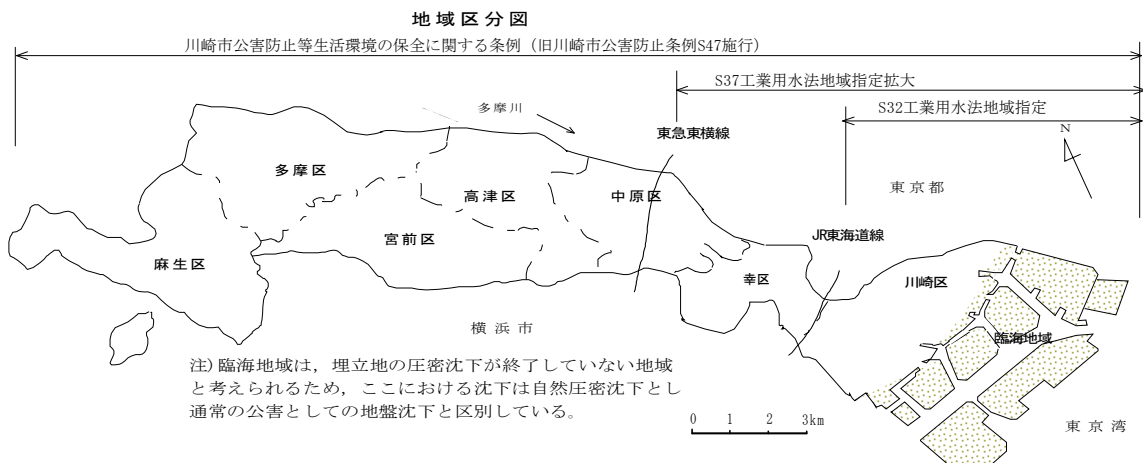 地域区分図
川崎市公害防止等生活環境の保全に関する条例（旧川崎市公害防止条例S47施行）
S37工業用水法地域指定拡大
多摩川
S32工業用水法地域指定
東急東横線
N
多摩区
高津区
中原区
東京都
宮前区
JR東海道線
麻生区
幸区
川崎区
横浜市
臨海地域
注）臨海地域は，埋立地の圧密沈下が終了していない地域
と考えられるため，ここにおける沈下は自然圧密沈下とし
通常の公害としての地盤沈下と区別している。
0 1 2 3km
東京湾